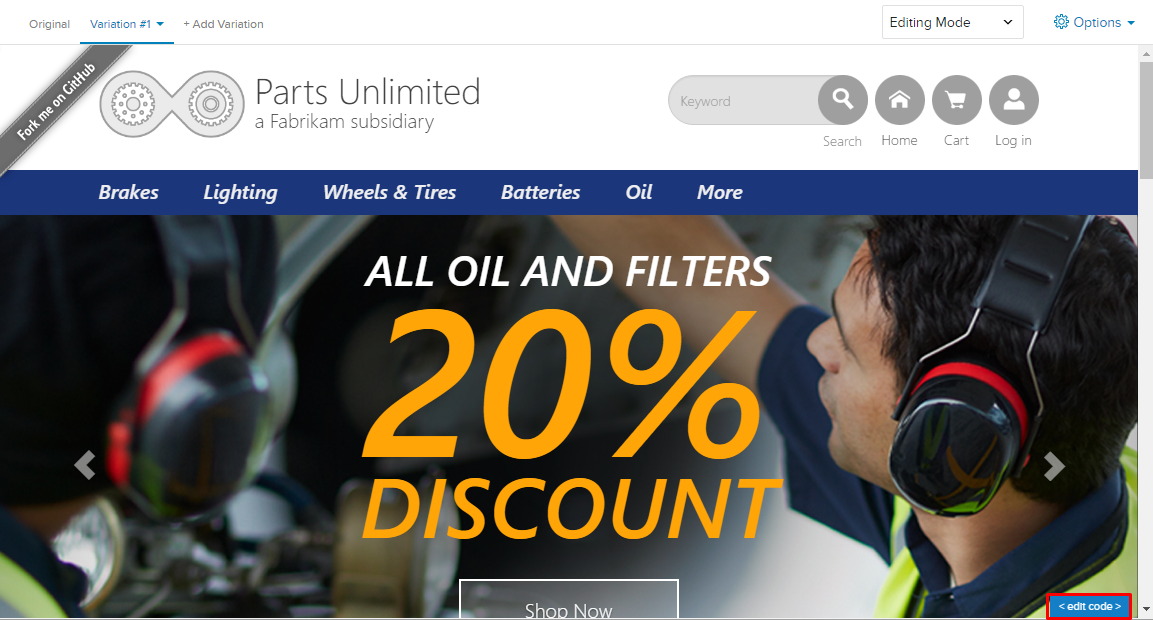 Original Variation #1 + Add Variation Editing Mode Options
Fork me on GitHub
Parts Unlimited
a Fabrikam subsidiary
Keyword
Search Home Cart Log in
Brakes Lighting Wheels & Tires Batteries Oil More
ALL OIL AND FILTERS
20%
DISCOUNT
Shop Now
< edit code >